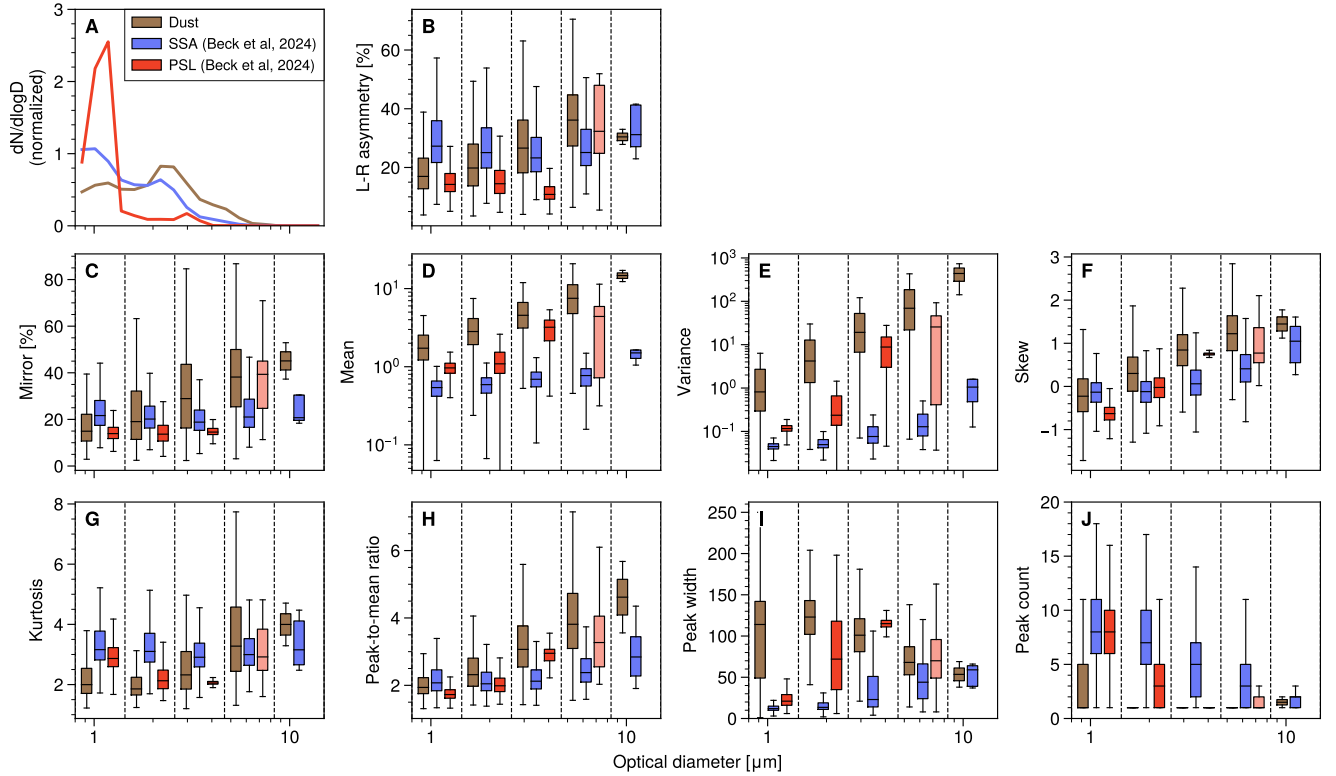 A
Dust
SSA (Beck et al, 2024)
PSL (Beck et al, 2024)
dN/dlogD
(normalized)
3
2
1
0
B
L-R asymmetry [%]
60
40
20
C
Mirror [%]
80
60
40
20
0
D
Mean
10¹
10⁰
10⁻¹
E
Variance
10³
10²
10¹
10⁰
10⁻¹
F
Skew
3
2
1
0
−1
G
Kurtosis
8
6
4
2
1
10
H
Peak-to-mean ratio
6
4
2
1
10
I
Peak width
250
200
150
100
50
0
1
10
J
Peak count
20
15
10
5
0
1
10
Optical diameter [μm]